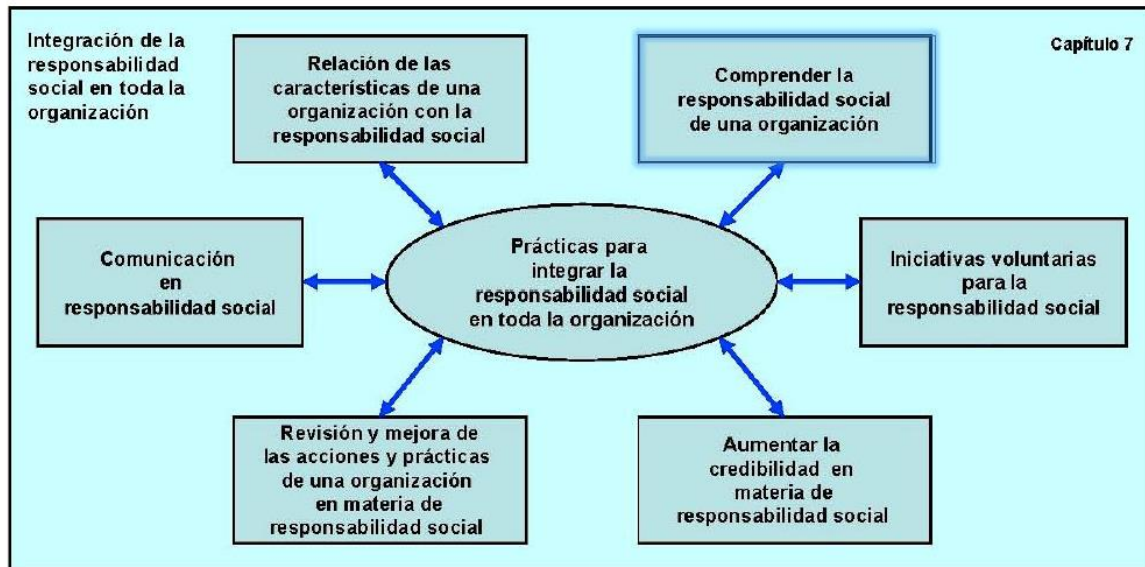 Integración de la
responsabilidad
social en toda la
organización
Relación de las
características de una
organización con la
responsabilidad social
Comprender la
responsabilidad social
de una organización
Capítulo 7
Comunicación
en
responsabilidad social
Prácticas para
integrar la
responsabilidad social
en toda la organización
Iniciativas voluntarias
para la
responsabilidad social
Revisión y mejora de
las acciones y prácticas
de una organización
en materia de
responsabilidad social
Aumentar la
credibilidad en
materia de
responsabilidad social